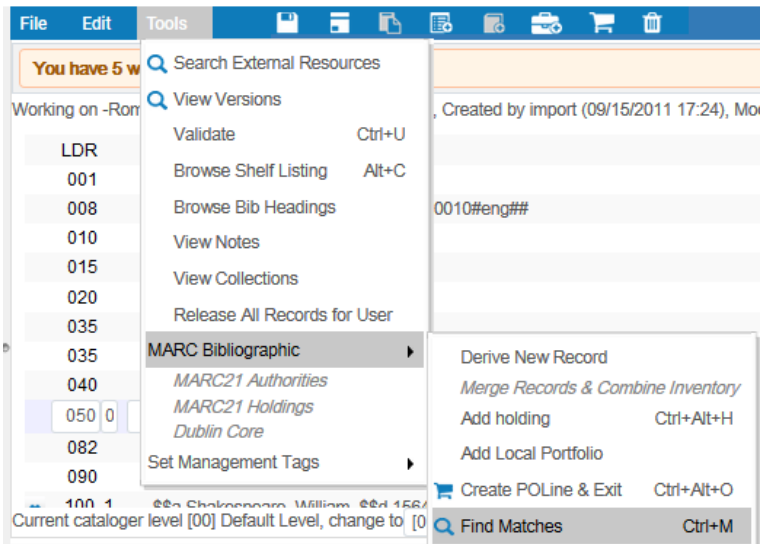 File Edit Tools
You have 5 w
Working on -Rom , Created by import (09/15/2011 17:24), Mod
Search External Resources
View Versions
Validate Ctrl+U
Browse Shelf Listing Alt+C
Browse Bib Headings
View Notes
View Collections
Release All Records for User
MARC Bibliographic
MARC21 Authorities
MARC21 Holdings
Dublin Core
Set Management Tags
LDR
001
008 0010#eng##
010
015
020
035
035
040
050 0
082
090
100 1 $$a Shakespeare, William, $$d 1564
Derive New Record
Merge Records & Combine Inventory
Add holding Ctrl+Alt+H
Add Local Portfolio
Create POLine & Exit Ctrl+Alt+O
Find Matches Ctrl+M
Current cataloger level [00] Default Level, change to [0